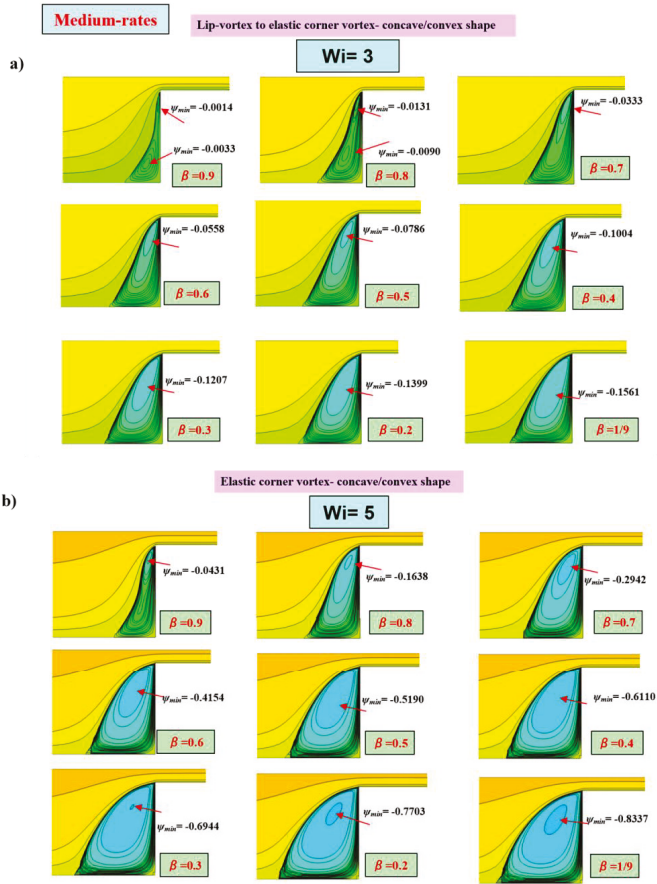 Medium-rates
Lip-vortex to elastic corner vortex- concave/convex shape
Wi= 3
a)
ψmin= -0.0014
ψmin= -0.0033
β=0.9
ψmin= -0.0131
ψmin= -0.0090
β=0.8
ψmin= -0.0333
β=0.7
ψmin= -0.0558
β=0.6
ψmin= -0.0786
β=0.5
ψmin= -0.1004
β=0.4
ψmin= -0.1207
β=0.3
ψmin= -0.1399
β=0.2
ψmin= -0.1561
β=1/9
Elastic corner vortex- concave/convex shape
b)
Wi= 5
ψmin= -0.0431
β=0.9
ψmin= -0.1638
β=0.8
ψmin= -0.2942
β=0.7
ψmin= -0.4154
β=0.6
ψmin= -0.5190
β=0.5
ψmin= -0.6110
β=0.4
ψmin= -0.6944
β=0.3
ψmin= -0.7703
β=0.2
ψmin= -0.8337
β=1/9